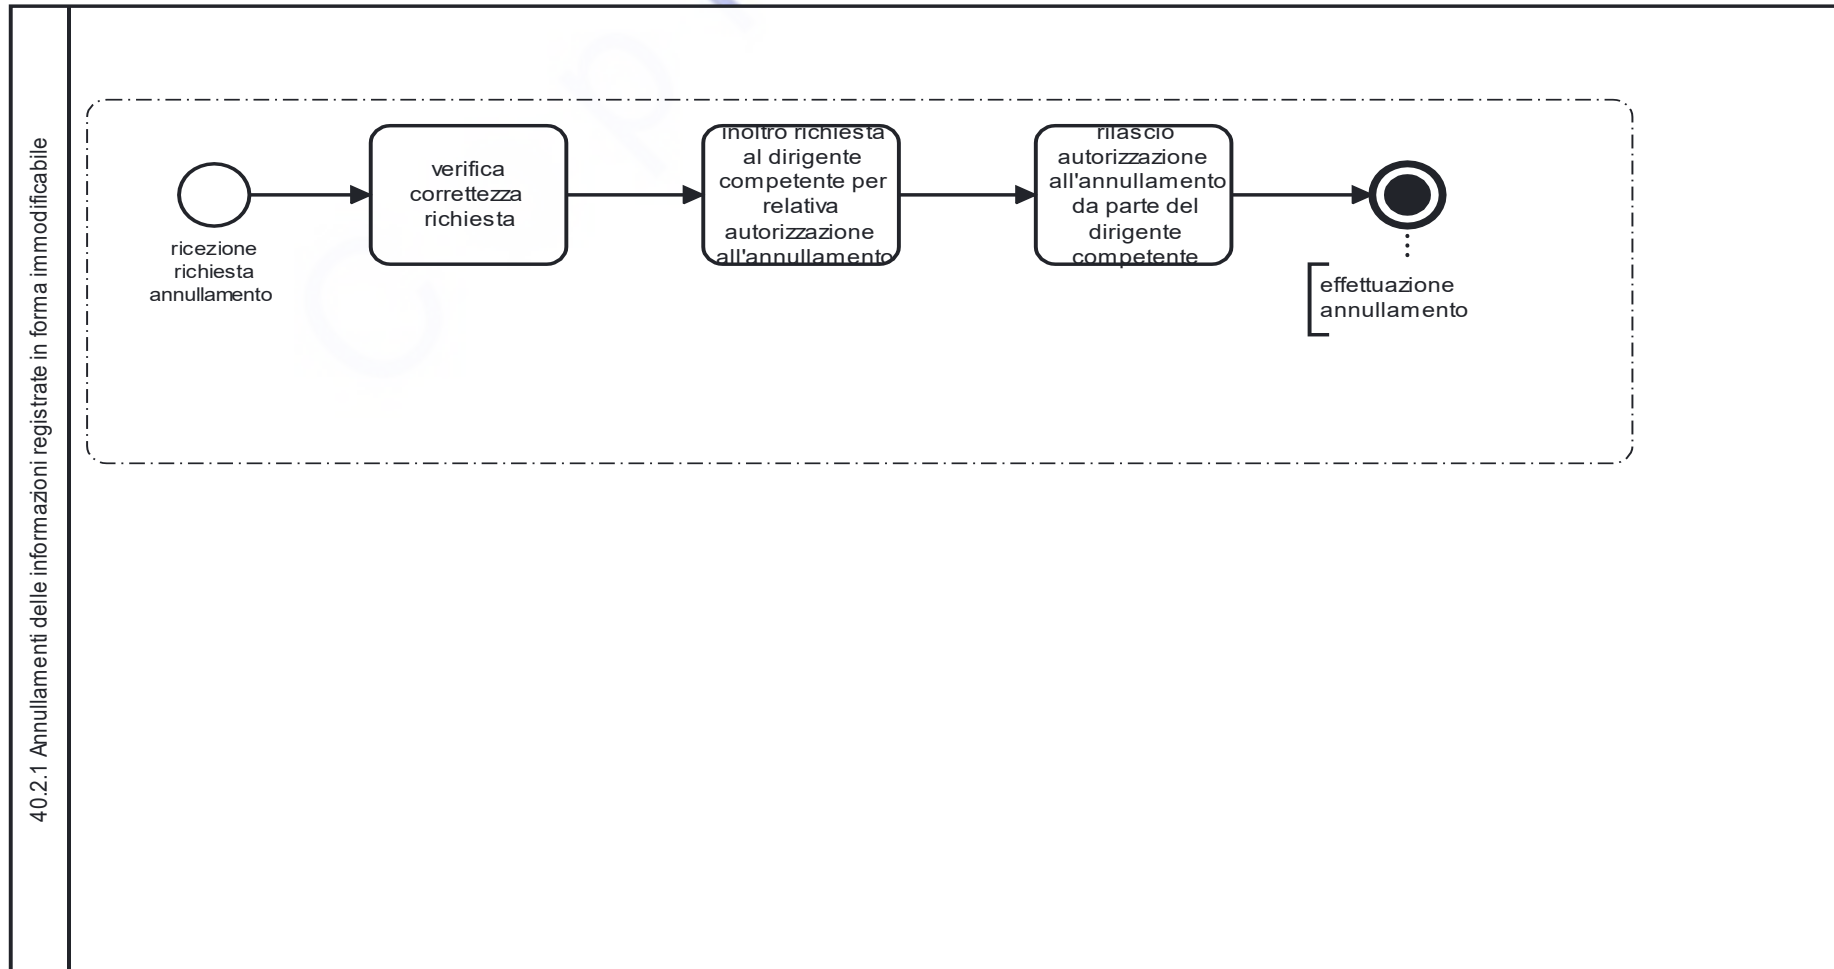 40.2.1 Annullamenti delle informazioni registrate in forma immodificabile
ricezione
richiesta
annullamento
verifica
correttezza
richiesta
inoltro richiesta
al dirigente
competente per
relativa
autorizzazione
all'annullamento
rilascio
autorizzazione
all'annullamento
da parte del
dirigente
competente
effettuazione
annullamento